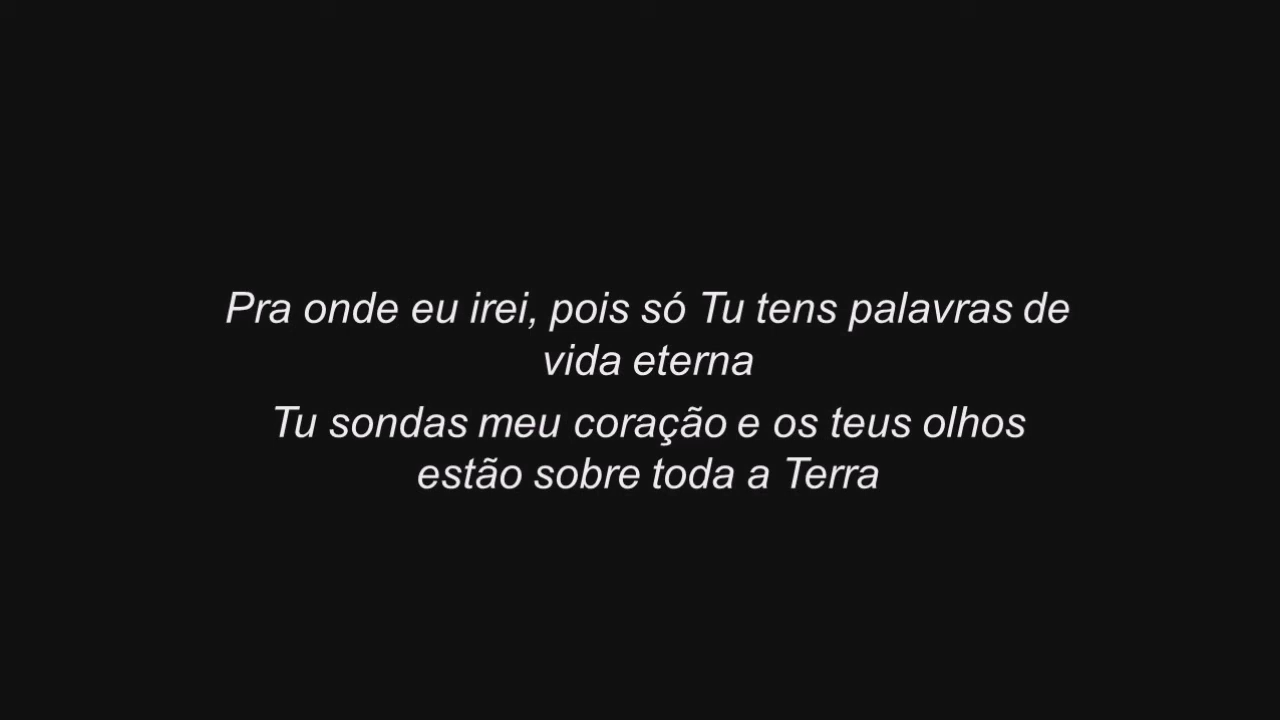 Pra onde eu irei, pois só Tu tens palavras de
vida eterna
Tu sondas meu coração e os teus olhos
estão sobre toda a Terra